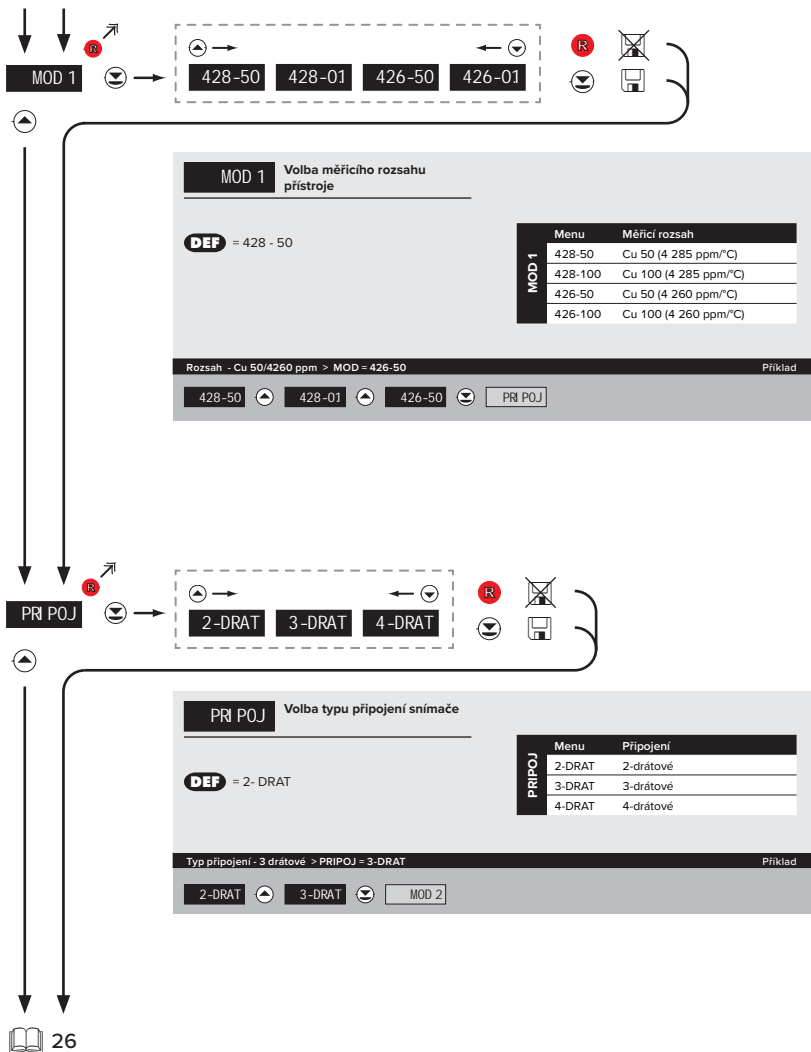 R
MOD 1
428-50 428-01 426-50 426-01
R
MOD 1
Volba měřicího rozsahu
přístroje
DEF = 428 - 50
MOD 1
Menu Měřicí rozsah
428-50 Cu 50 (4 285 ppm/°C)
428-100 Cu 100 (4 285 ppm/°C)
426-50 Cu 50 (4 260 ppm/°C)
426-100 Cu 100 (4 260 ppm/°C)
Rozsah - Cu 50/4260 ppm > MOD = 426-50 Příklad
428-50 428-01 426-50 PRIPOJ
R
PRIPOJ
2-DRAT 3-DRAT 4-DRAT
R
PRIPOJ
Volba typu připojení snímače
DEF = 2- DRAT
PRIPOJ
Menu Připojení
2-DRAT 2-drátové
3-DRAT 3-drátové
4-DRAT 4-drátové
Typ připojení - 3 drátové > PRIPOJ = 3-DRAT Příklad
2-DRAT 3-DRAT MOD 2
26